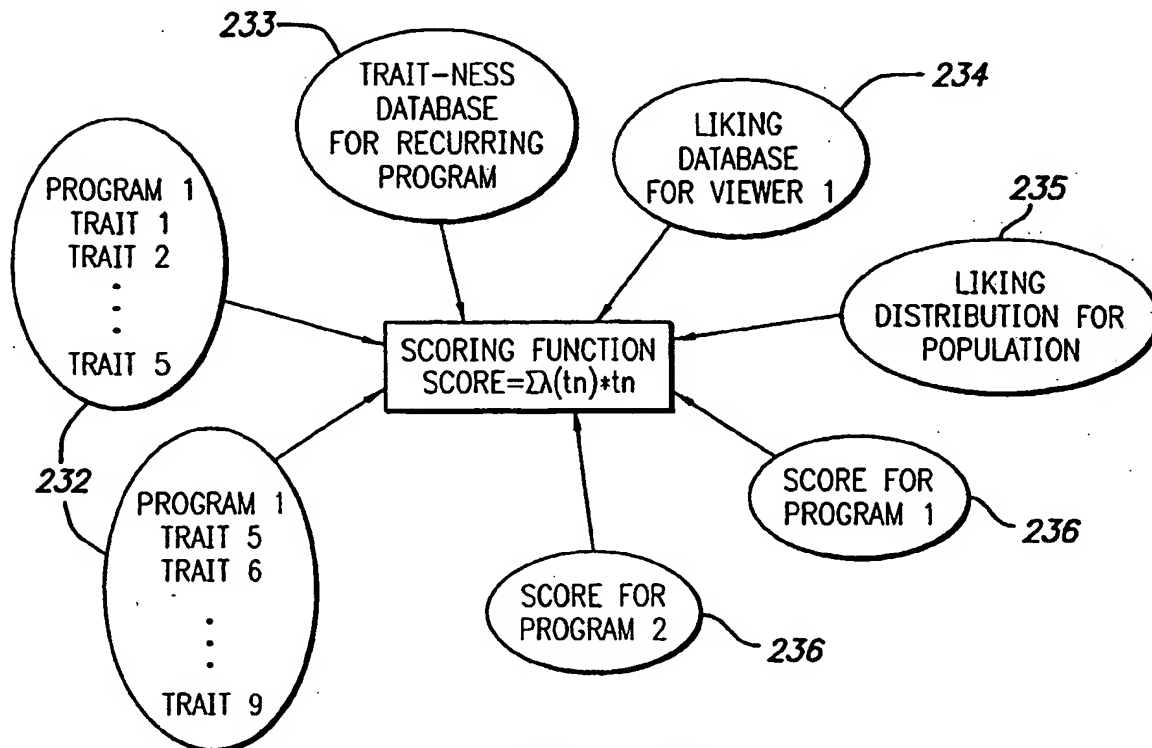 233
TRAIT-NESS
DATABASE
FOR RECURRING
PROGRAM
234
LIKING
DATABASE
FOR VIEWER 1
235
LIKING
DISTRIBUTION FOR
POPULATION
PROGRAM 1
TRAIT 1
TRAIT 2
TRAIT 5
SCORING FUNCTION
SCORE=Σλ(tn)*tn
232
PROGRAM 1
TRAIT 5
TRAIT 6
TRAIT 9
SCORE FOR
PROGRAM 2
236
SCORE FOR
PROGRAM 1
236